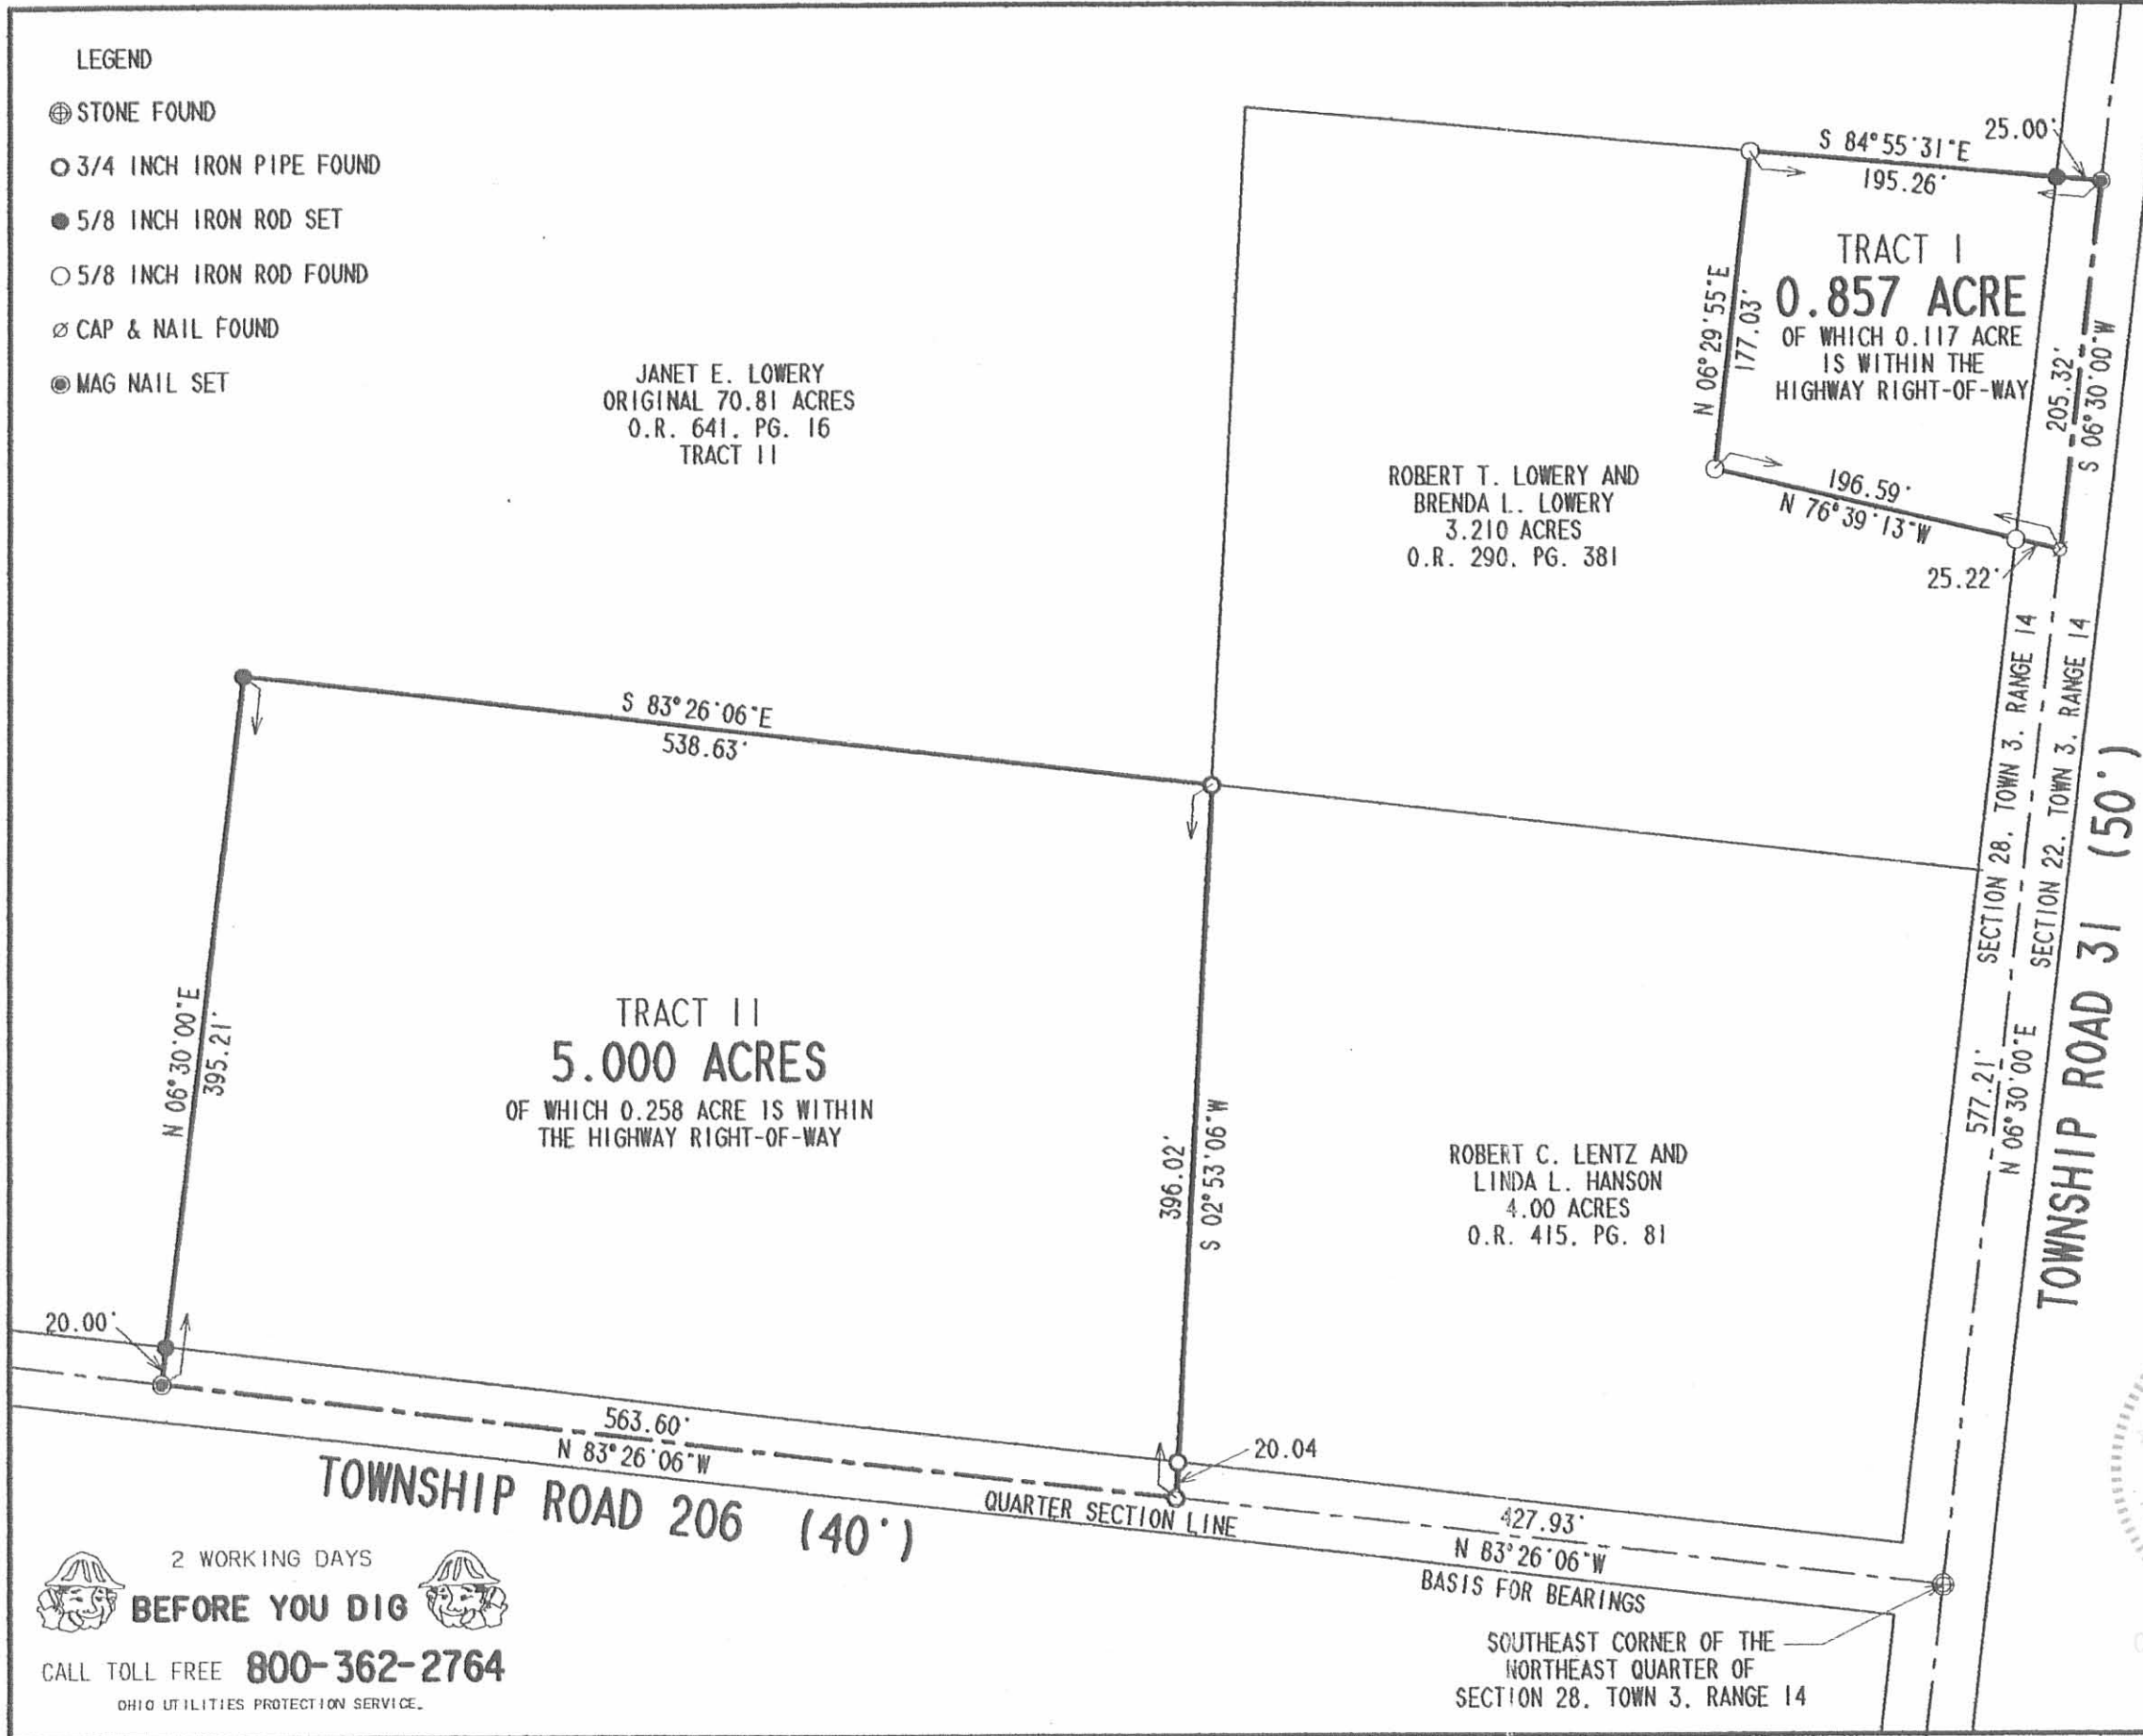 LEGEND
STONE FOUND
3/4 INCH IRON PIPE FOUND
5/8 INCH IRON ROD SET
5/8 INCH IRON ROD FOUND
CAP & NAIL FOUND
MAG NAIL SET
JANET E. LOWERY
ORIGINAL 70.81 ACRES
O.R. 641, PG. 16
TRACT II
S 84°55'31"E
195.26'
25.00'
TRACT I
0.857 ACRE
OF WHICH 0.117 ACRE
IS WITHIN THE
HIGHWAY RIGHT-OF-WAY
N 06°29'55"E
177.03'
205.32'
S 06°30'00"W
196.59'
N 76°39'13"W
25.22'
ROBERT T. LOWERY AND
BRENDA L. LOWERY
3.210 ACRES
O.R. 290, PG. 381
SECTION 28, TOWN 3, RANGE 14
SECTION 22, TOWN 3, RANGE 14
S 83°26'06"E
538.63'
N 06°30'00"E
395.21'
TRACT II
5.000 ACRES
OF WHICH 0.258 ACRE IS WITHIN
THE HIGHWAY RIGHT-OF-WAY
396.02'
S 02°53'06"W
ROBERT C. LENTZ AND
LINDA L. HANSON
4.00 ACRES
O.R. 415, PG. 81
577.21'
N 06°30'00"E
TOWNSHIP ROAD 31 (50')
20.00'
563.60'
N 83°26'06"W
20.04
TOWNSHIP ROAD 206 (40')
QUARTER SECTION LINE
427.93'
N 83°26'06"W
BASIS FOR BEARINGS
SOUTHEAST CORNER OF THE
NORTHEAST QUARTER OF
SECTION 28, TOWN 3, RANGE 14
2 WORKING DAYS
BEFORE YOU DIG
CALL TOLL FREE 800-362-2764
OHIO UTILITIES PROTECTION SERVICE.